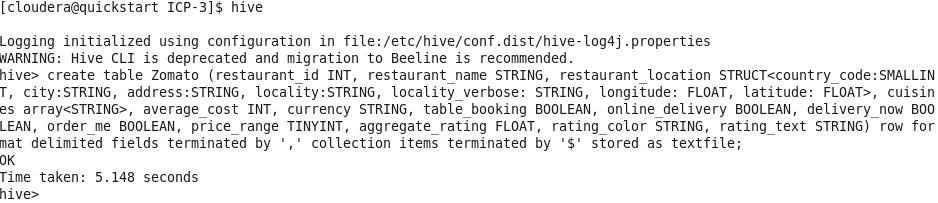 [cloudera@quickstart ICP-3]$ hive
Logging initialized using configuration in file:/etc/hive/conf.dist/hive-log4j.properties
WARNING: Hive CLI is deprecated and migration to Beeline is recommended.
hive> create table Zomato (restaurant_id INT, restaurant_name STRING, restaurant_location STRUCT<country_code:SMALLIN
T, city:STRING, address:STRING, locality:STRING, locality_verbose: STRING, longitude: FLOAT, latitude: FLOAT>, cuisin
es array<STRING>, average_cost INT, currency STRING, table_booking BOOLEAN, online_delivery BOOLEAN, delivery_now BOO
LEAN, order_me BOOLEAN, price_range TINYINT, aggregate_rating FLOAT, rating_color STRING, rating_text STRING) row for
mat delimited fields terminated by ',' collection items terminated by '$' stored as textfile;
OK
Time taken: 5.148 seconds
hive>